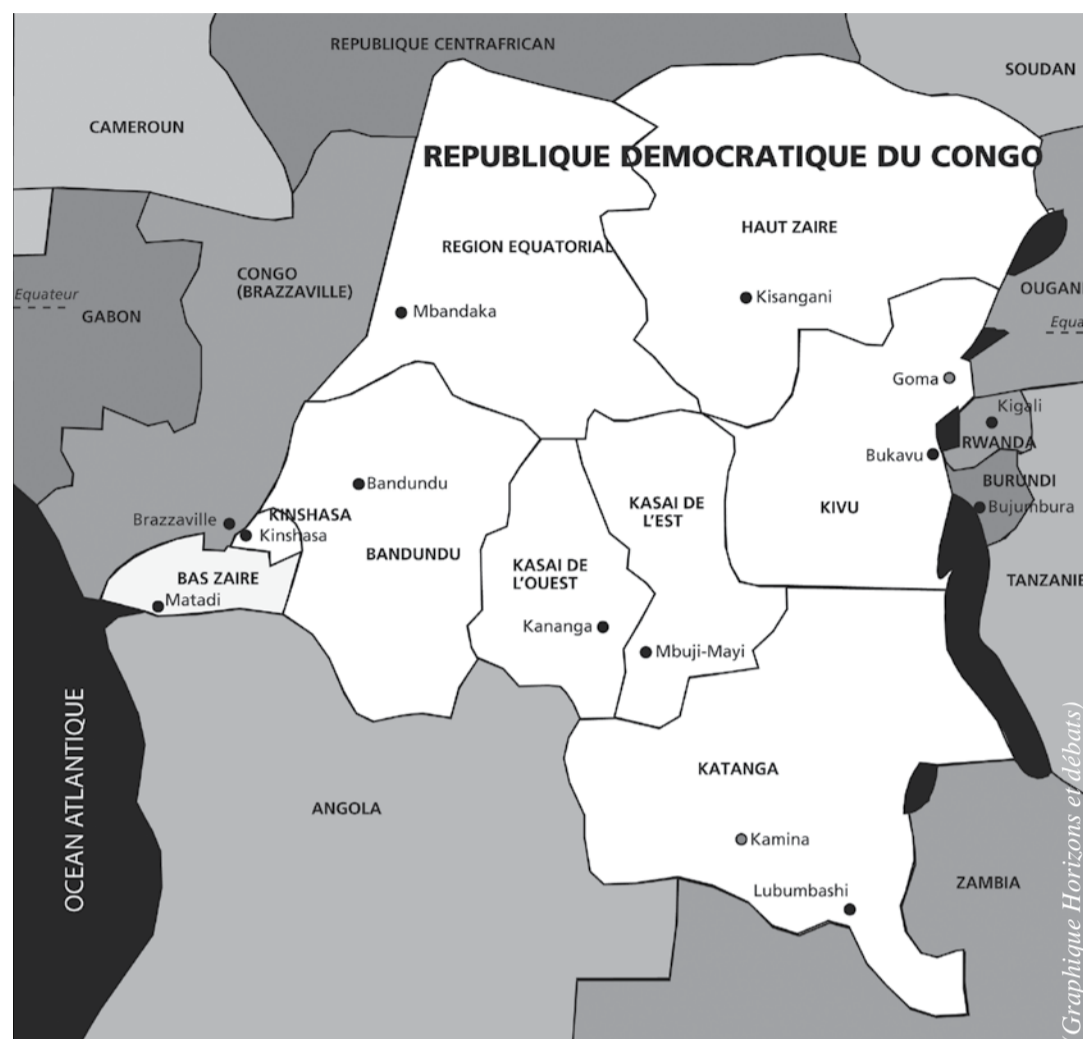 REPUBLIQUE CENTRAFRICAN
SOUDAN
CAMEROUN
REPUBLIQUE DEMOCRATIQUE DU CONGO
HAUT ZAIRE
REGION EQUATORIAL
CONGO
(BRAZZAVILLE)
Equateur
GABON
Mbandaka
Kisangani
OUGAN
Equa
Goma
Kigali
RWANDA
Bukavu
BURUNDI
Bujumbura
Bandundu
KASAI DE
L'EST
KIVU
Brazzaville
KINSHASA
Kinshasa
BANDUNDU
KASAI DE
L'OUEST
BAS ZAIRE
Matadi
TANZANIE
Kananga
Mbuji-Mayi
OCEAN ATLANTIQUE
KATANGA
ANGOLA
Kamina
Lubumbashi
ZAMBIA
(Graphique Horizons et débats)